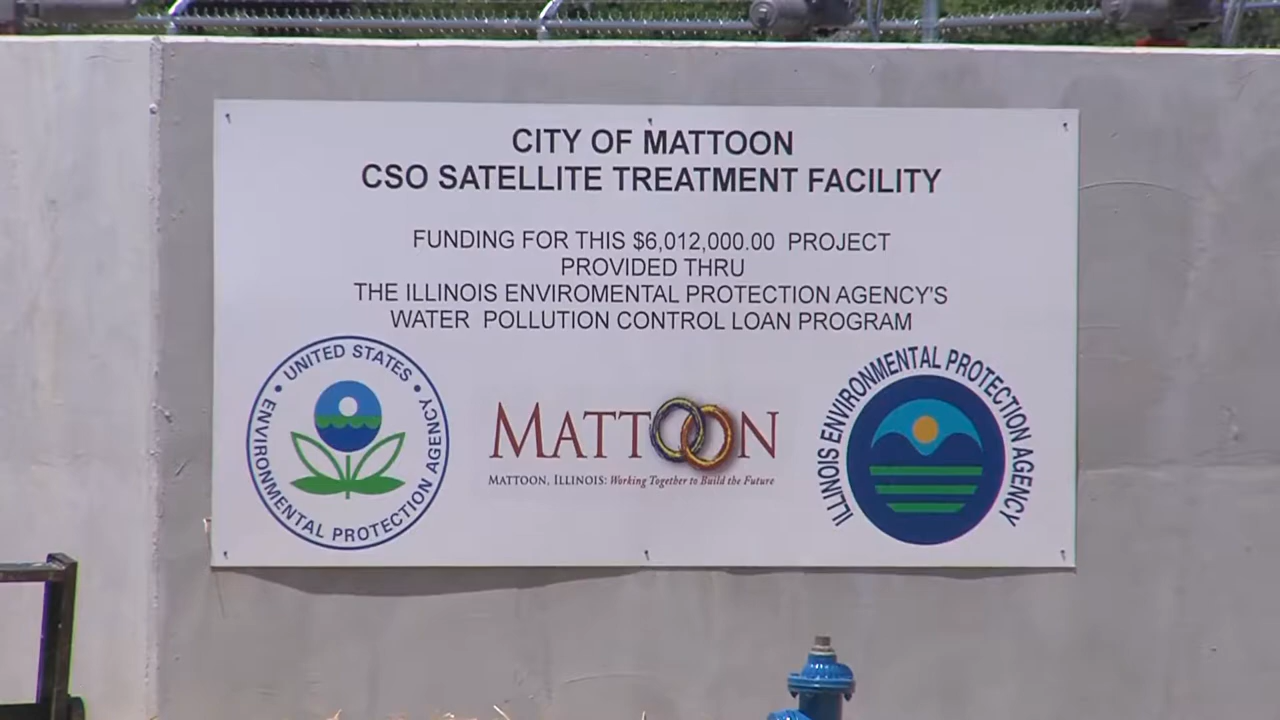 CITY OF MATTOON
CSO SATELLITE TREATMENT FACILITY
FUNDING FOR THIS $6,012,000.00 PROJECT
PROVIDED THRU
THE ILLINOIS ENVIROMENTAL PROTECTION AGENCY'S
WATER POLLUTION CONTROL LOAN PROGRAM
UNITED STATES
ENVIRONMENTAL PROTECTION AGENCY
MATTOON
MATTOON, ILLINOIS: Working Together to Build the Future
ILLINOIS ENVIRONMENTAL PROTECTION AGENCY